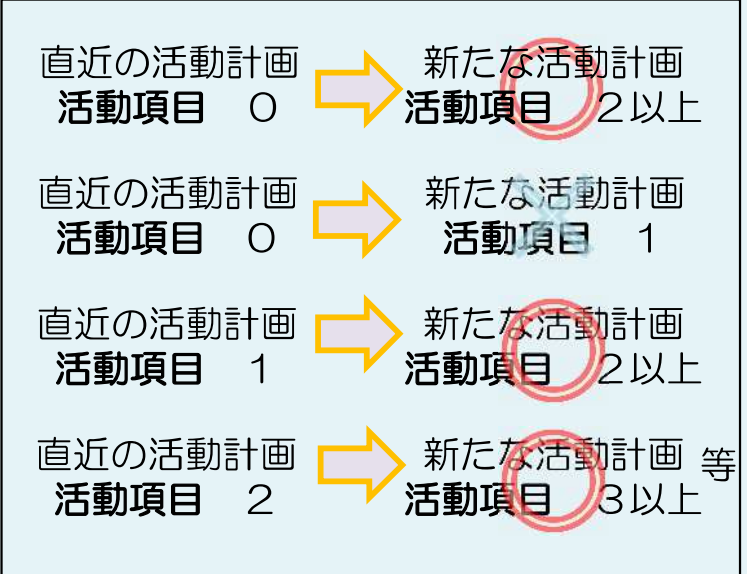 直近の活動計画 新たな活動計画
活動項目 0 活動項目 2以上
直近の活動計画 新たな活動計画
活動項目 0 活動項目 1
直近の活動計画 新たな活動計画
活動項目 1 活動項目 2以上
直近の活動計画 新たな活動計画 等
活動項目 2 活動項目 3以上